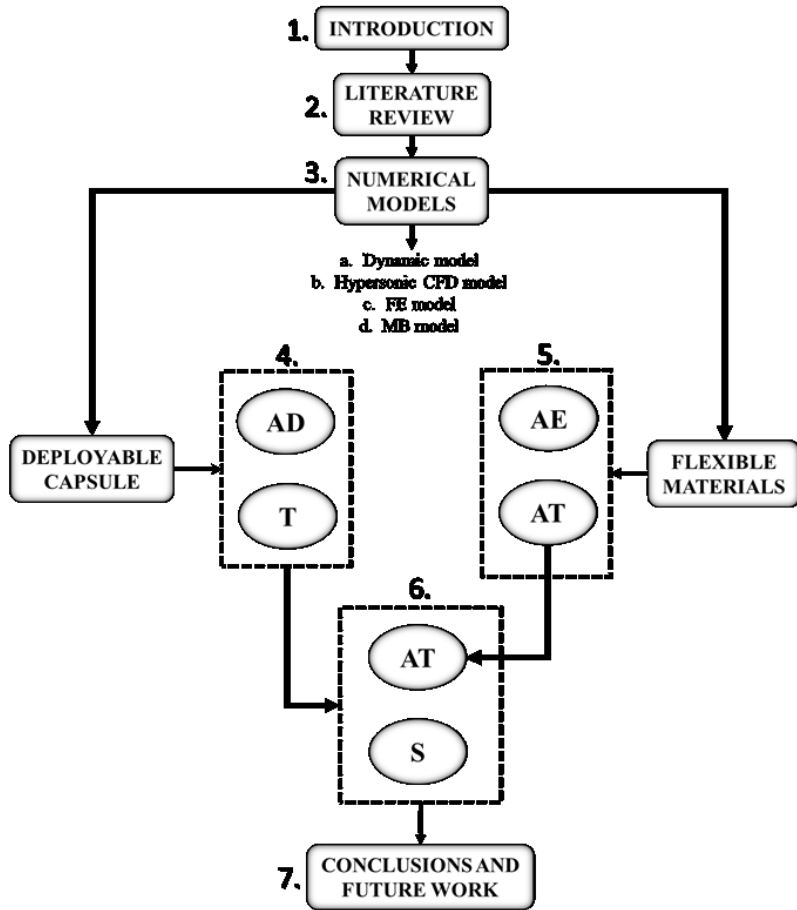 1. INTRODUCTION
2. LITERATURE
REVIEW
3. NUMERICAL
MODELS
a. Dynamic model
b. Hypersonic CFD model
c. FE model
d. MB model
4.
AD
T
5.
AE
AT
DEPLOYABLE
CAPSULE
FLEXIBLE
MATERIALS
6.
AT
S
7. CONCLUSIONS AND
FUTURE WORK